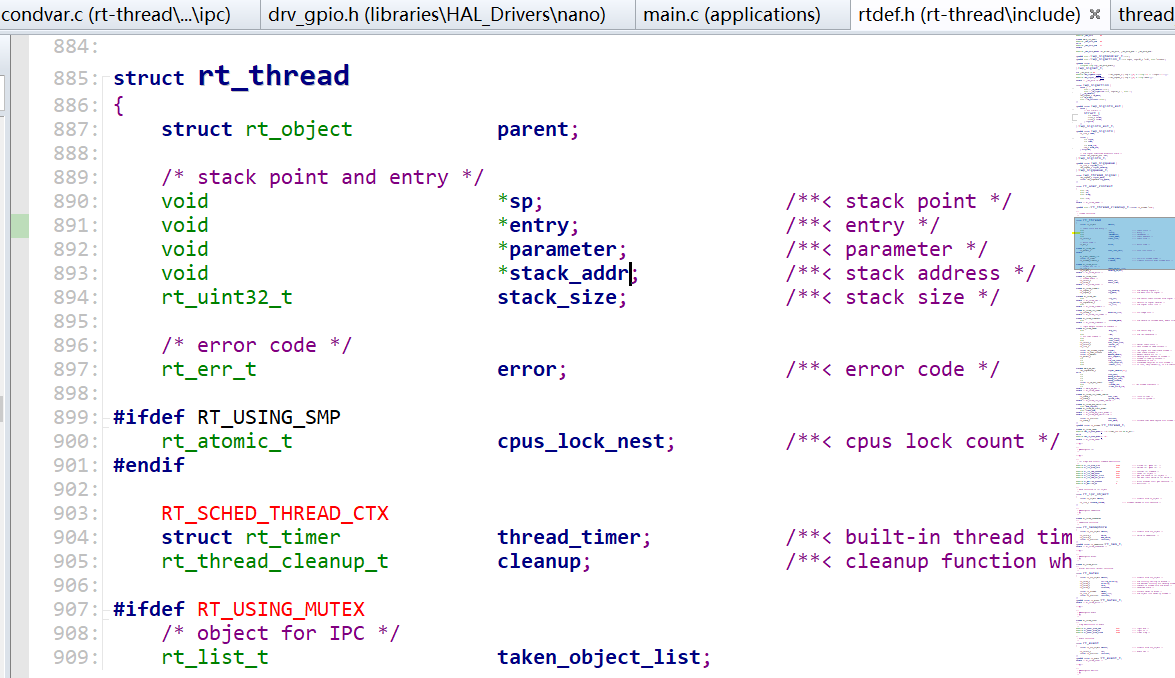 condvar.c (rt-thread\...\ipc) drv_gpio.h (libraries\HAL_Drivers\nano) main.c (applications) rtdef.h (rt-thread\include) thread
884:
885: struct rt_thread
886: {
887: struct rt_object parent;
888:
889: /* stack point and entry */
890: void *sp; /**< stack point */
891: void *entry; /**< entry */
892: void *parameter; /**< parameter */
893: void *stack_addr; /**< stack address */
894: rt_uint32_t stack_size; /**< stack size */
895:
896: /* error code */
897: rt_err_t error; /**< error code */
898:
899: #ifdef RT_USING_SMP
900: rt_atomic_t cpus_lock_nest; /**< cpus lock count */
901: #endif
902:
903: RT_SCHED_THREAD_CTX
904: struct rt_timer thread_timer; /**< built-in thread tim
905: rt_thread_cleanup_t cleanup; /**< cleanup function wh
906:
907: #ifdef RT_USING_MUTEX
908: /* object for IPC */
909: rt_list_t taken_object_list;